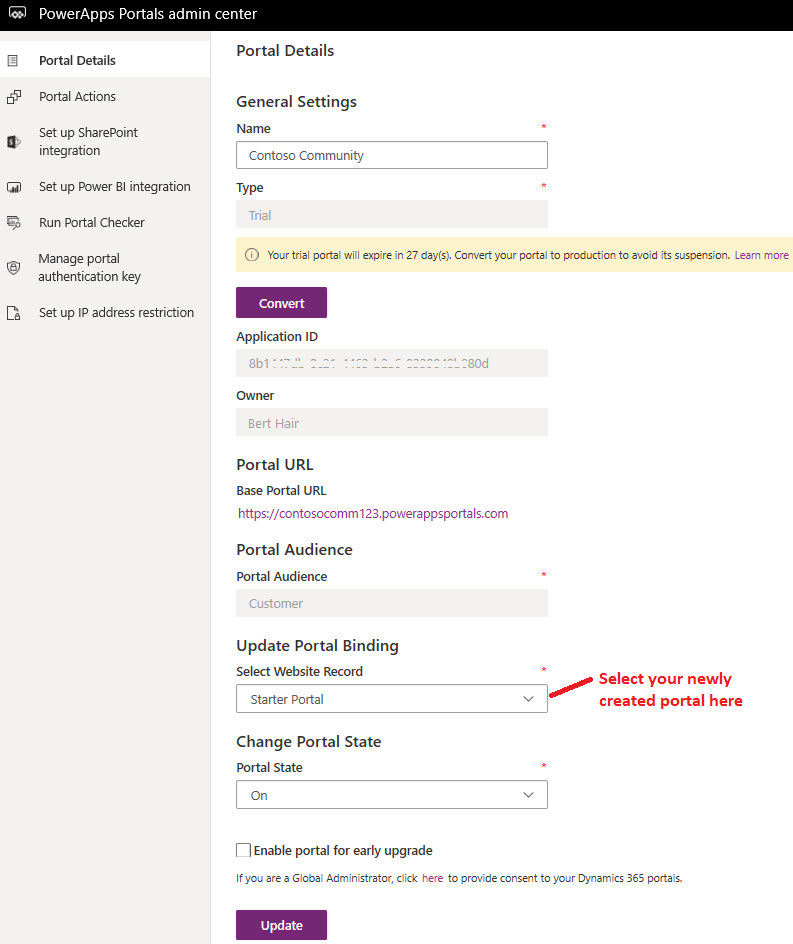 PowerApps Portals admin center
Portal Details
Portal Actions
Set up SharePoint
integration
Set up Power BI integration
Run Portal Checker
Manage portal
authentication key
Set up IP address restriction
Portal Details
General Settings
Name *
Contoso Community
Type *
Trial
Your trial portal will expire in 27 day(s). Convert your portal to production to avoid its suspension. Learn more
Convert
Application ID
Owner
Bert Hair
Portal URL
Base Portal URL
https://contosocomm123.powerappsportals.com
Portal Audience
Portal Audience *
Customer
Update Portal Binding
Select Website Record *
Starter Portal
Select your newly
created portal here
Change Portal State
Portal State *
On
Enable portal for early upgrade
If you are a Global Administrator, click here to provide consent to your Dynamics 365 portals.
Update